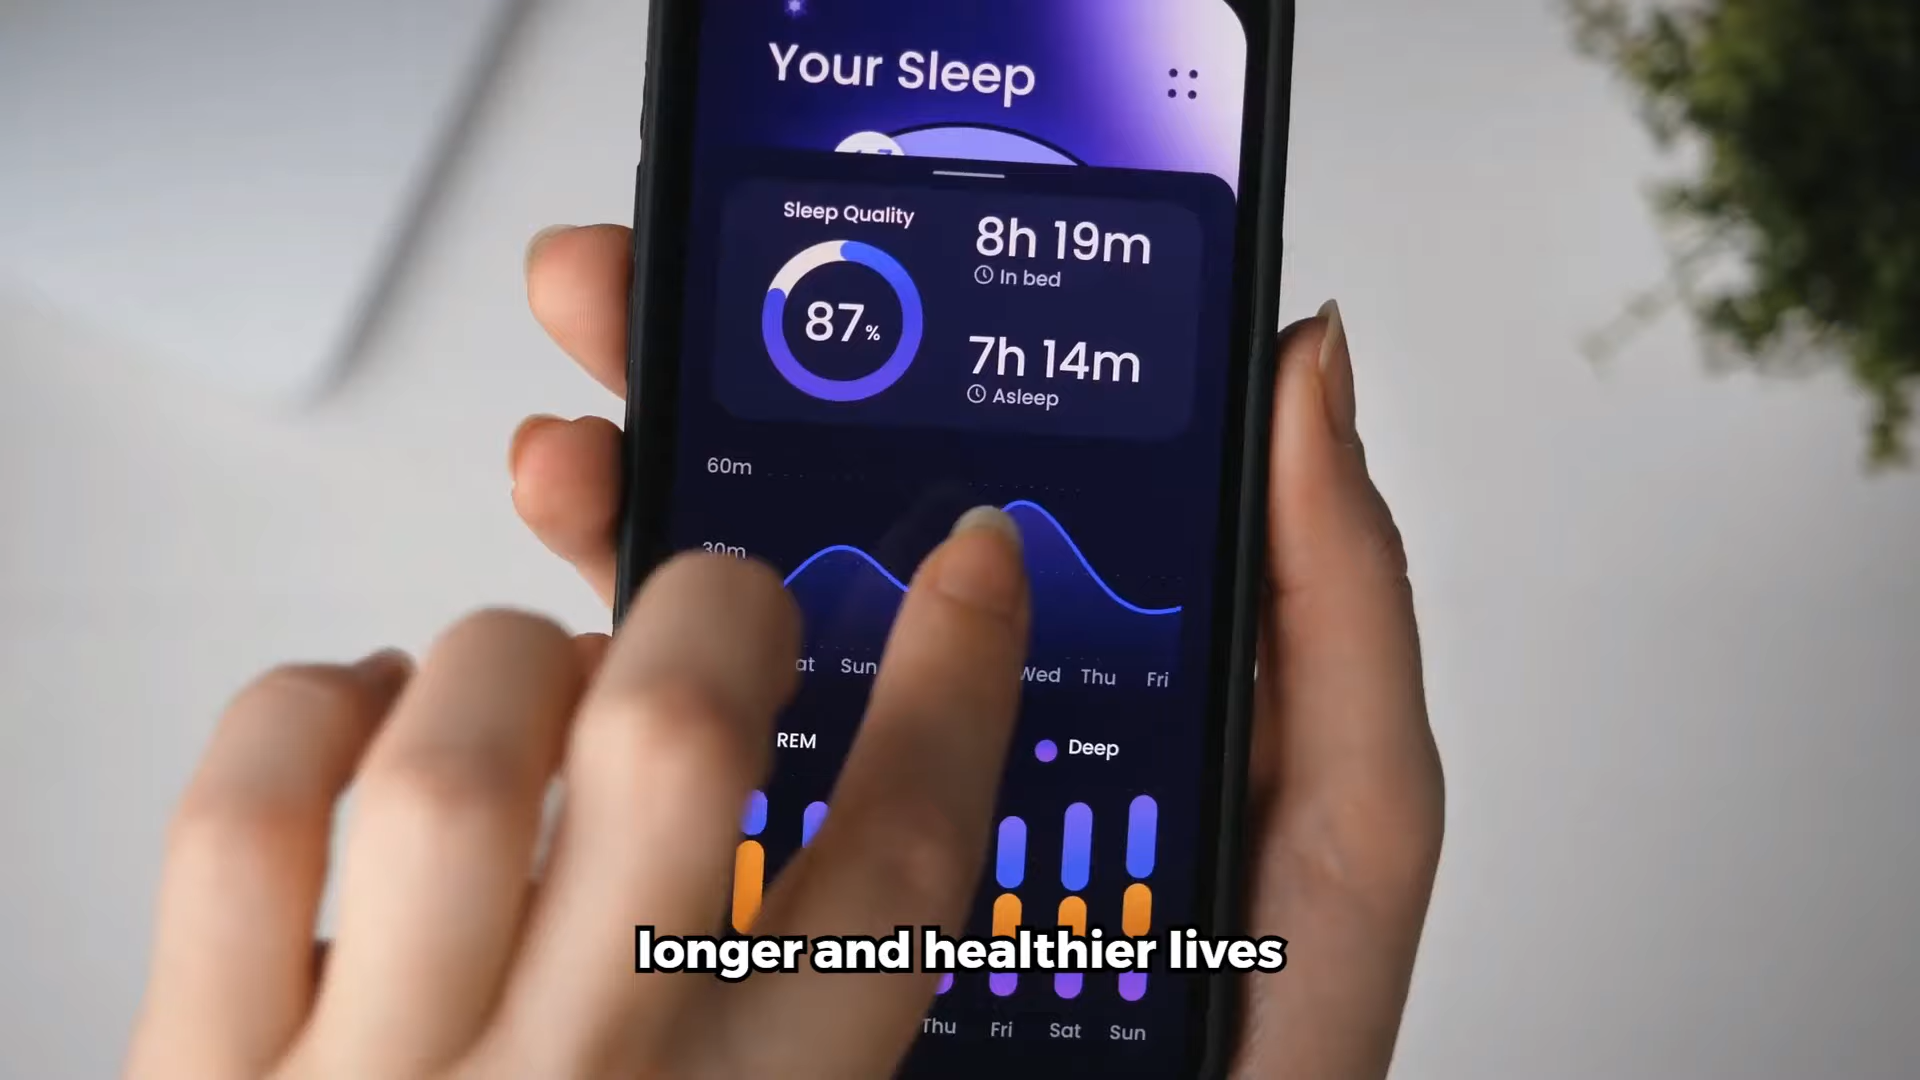 Your Sleep
Sleep Quality
87%
8h 19m
In bed
7h 14m
Asleep
60m
30m
Sun
Wed Thu Fri
REM
Deep
longer and healthier lives
Thu Fri Sat Sun